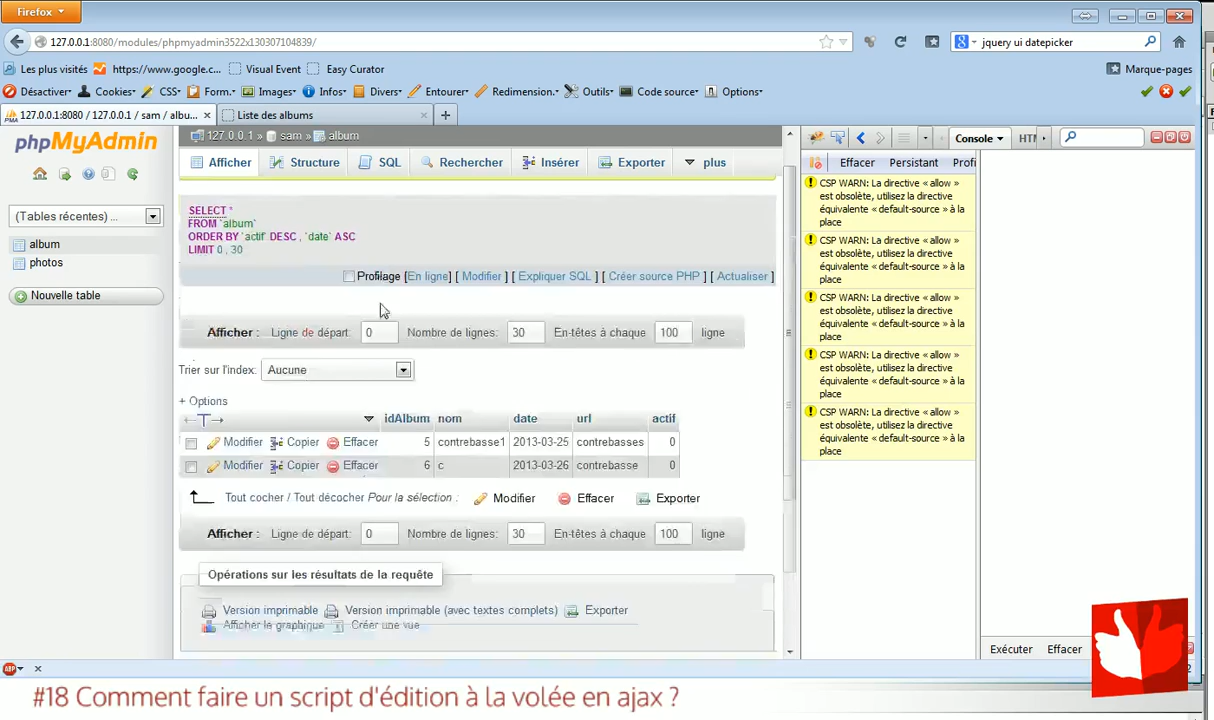 Firefox
127.0.0.1:8080/modules/phpmyadmin3522x130307104839/
jquery ui datepicker
Les plus visités
https://www.google.c...
Visual Event
Easy Curator
Marque-pages
Désactiver
Cookies
CSS
Form.
Images
Infos
Divers
Entourer
Redimension.
Outils
Code source
Options
127.0.0.1:8080 / 127.0.0.1 / sam / albu...
Liste des albums
phpMyAdmin
(Tables récentes) ...
album
photos
Nouvelle table
127.0.0.1 » sam » album
Afficher
Structure
SQL
Rechercher
Insérer
Exporter
plus
SELECT *
FROM `album`
ORDER BY `actif` DESC , `date` ASC
LIMIT 0 , 30
Profilage [En ligne] [ Modifier ] [ Expliquer SQL ] [ Créer source PHP ] [ Actualiser ]
Afficher : Ligne de départ: 0 Nombre de lignes: 30 En-têtes à chaque 100 ligne
Trier sur l'index: Aucune
+ Options
←T→ idAlbum nom date url actif
Modifier Copier Effacer 5 contrebasse1 2013-03-25 contrebasses 0
Modifier Copier Effacer 6 c 2013-03-26 contrebasse 0
Tout cocher / Tout décocher Pour la sélection : Modifier Effacer Exporter
Afficher : Ligne de départ: 0 Nombre de lignes: 30 En-têtes à chaque 100 ligne
Opérations sur les résultats de la requête
Version imprimable Version imprimable (avec textes complets) Exporter
Afficher le graphique Créer une vue
Console
HTM
Effacer Persistant Profi
CSP WARN: La directive « allow »
est obsolète, utilisez la directive
équivalente « default-source » à la
place
CSP WARN: La directive « allow »
est obsolète, utilisez la directive
équivalente « default-source » à la
place
CSP WARN: La directive « allow »
est obsolète, utilisez la directive
équivalente « default-source » à la
place
CSP WARN: La directive « allow »
est obsolète, utilisez la directive
équivalente « default-source » à la
place
CSP WARN: La directive « allow »
est obsolète, utilisez la directive
équivalente « default-source » à la
place
Exécuter Effacer
ABP
#18 Comment faire un script d'édition à la volée en ajax ?